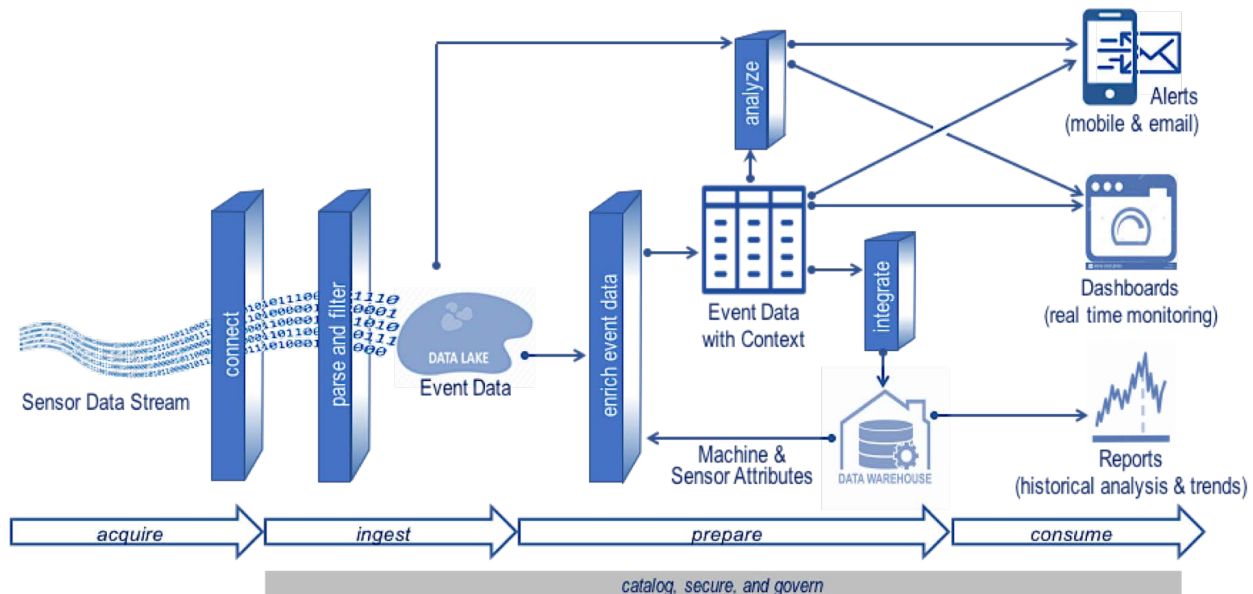 analyze
Alerts
(mobile & email)
connect
parse and filter
enrich event data
Event Data
with Context
integrate
Dashboards
(real time monitoring)
DATA LAKE
Event Data
Sensor Data Stream
Machine &
Sensor Attributes
DATA WAREHOUSE
Reports
(historical analysis & trends)
acquire
ingest
prepare
consume
catalog, secure, and govern